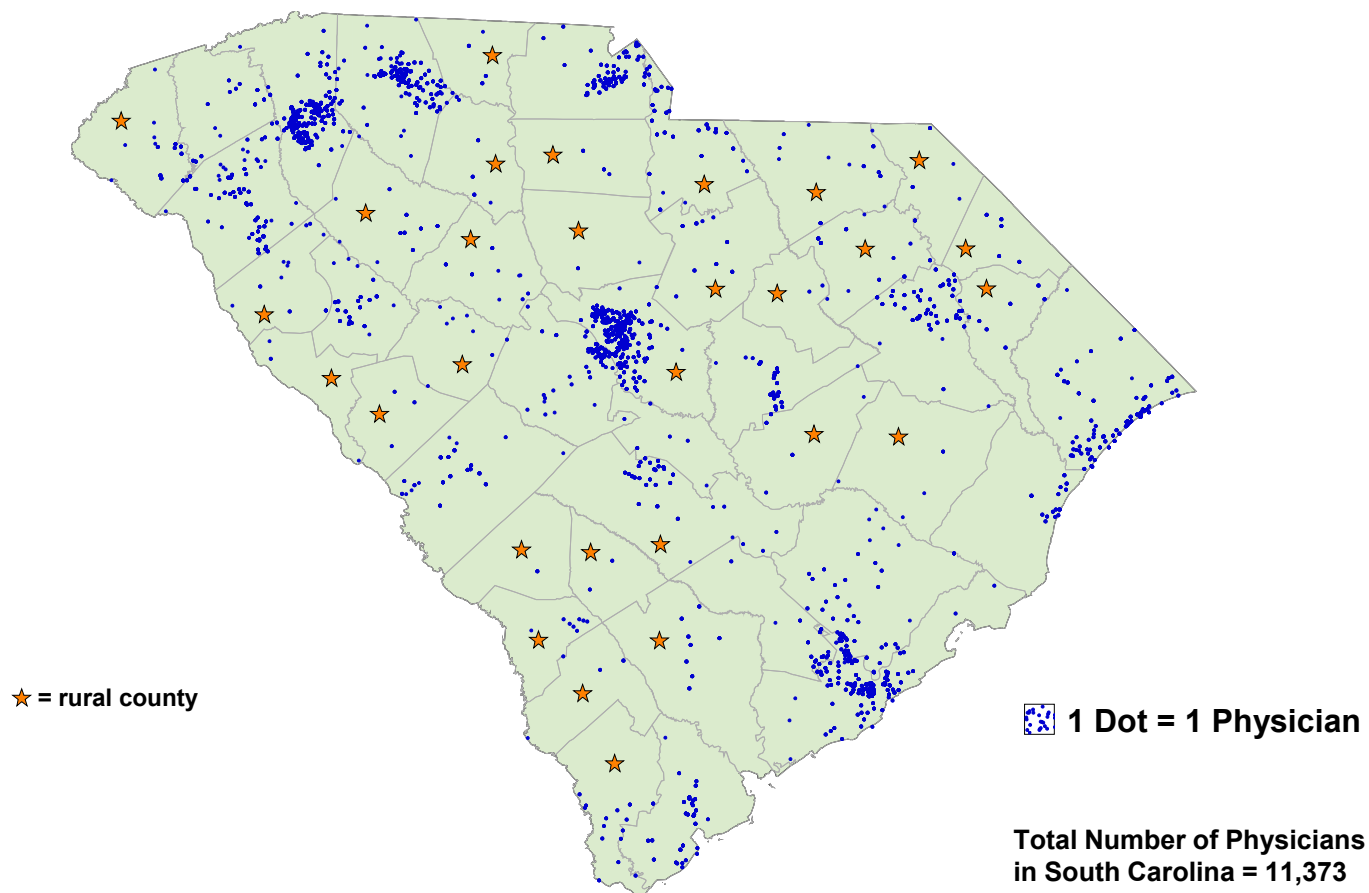 = rural county
1 Dot = 1 Physician
Total Number of Physicians
in South Carolina = 11,373